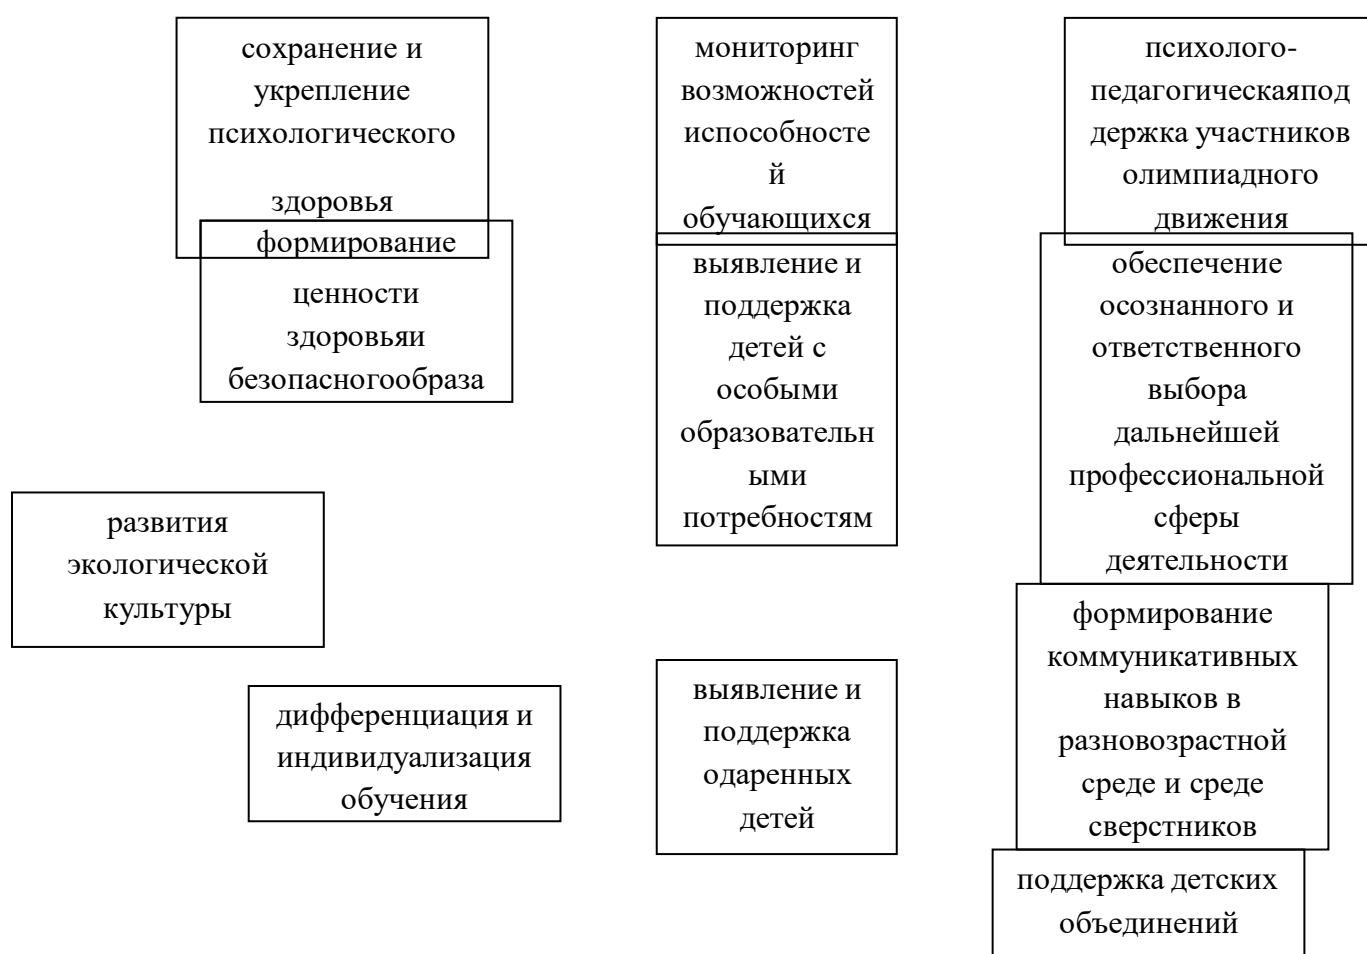 сохранение и
укрепление
психологического
здоровья
формирование
ценности
здоровьяи
безопасногообраза
развития
экологической
культуры
дифференциация и
индивидуализация
обучения
мониторинг
возможностей
испособносте
й
обучающихся
выявление и
поддержка
детей с
особыми
образовательн
ыми
потребностям
выявление и
поддержка
одаренных
детей
психолого-
педагогическаяпод
держка участников
олимпиадного
движения
обеспечение
осознанного и
ответственного
выбора
дальнейшей
профессиональной
сферы
деятельности
формирование
коммуникативных
навыков в
разновозрастной
среде и среде
сверстников
поддержка детских
объединений